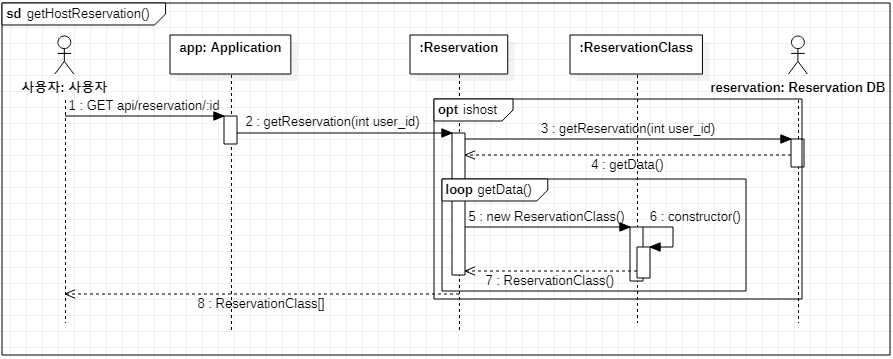 sd getHostReservation()
app: Application
:Reservation
:ReservationClass
사용자: 사용자
reservation: Reservation DB
1 : GET api/reservation/:id
opt ishost
2 : getReservation(int user_id)
3 : getReservation(int user_id)
4 : getData()
loop getData()
5 : new ReservationClass()
6 : constructor()
7 : ReservationClass()
8 : ReservationClass[]